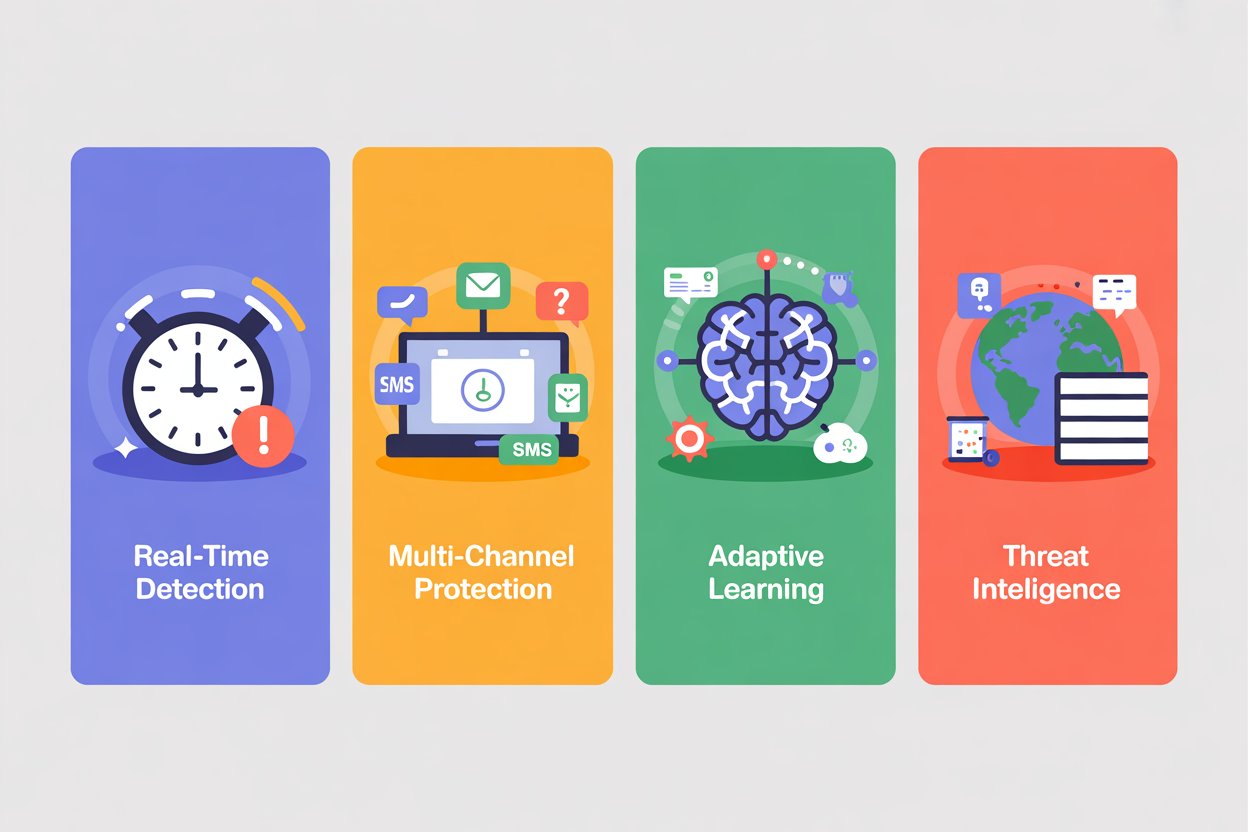 SMS
SMS
Real-Time
Detection
Multi-Channel
Protection
Adaptive
Learning
Threat
Inteligence